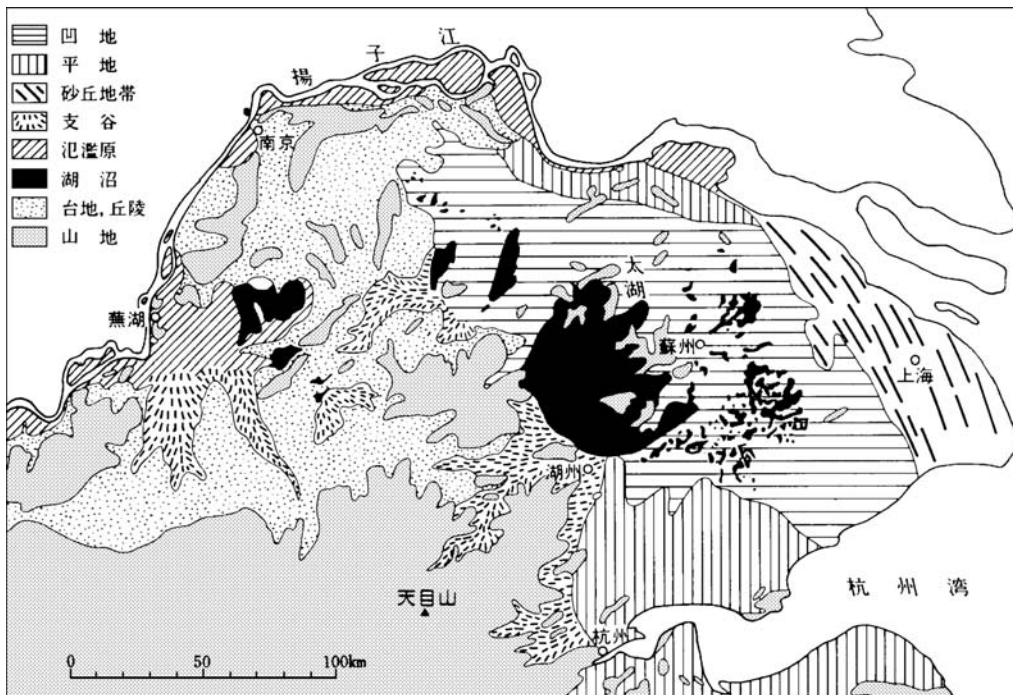 凹地
平地
砂丘地帯
支谷
氾濫原
湖沼
台地,丘陵
山地
揚子江
南京
蕪湖
太湖
蘇州
上海
湖州
天目山
杭州
杭州湾
0 50 100km